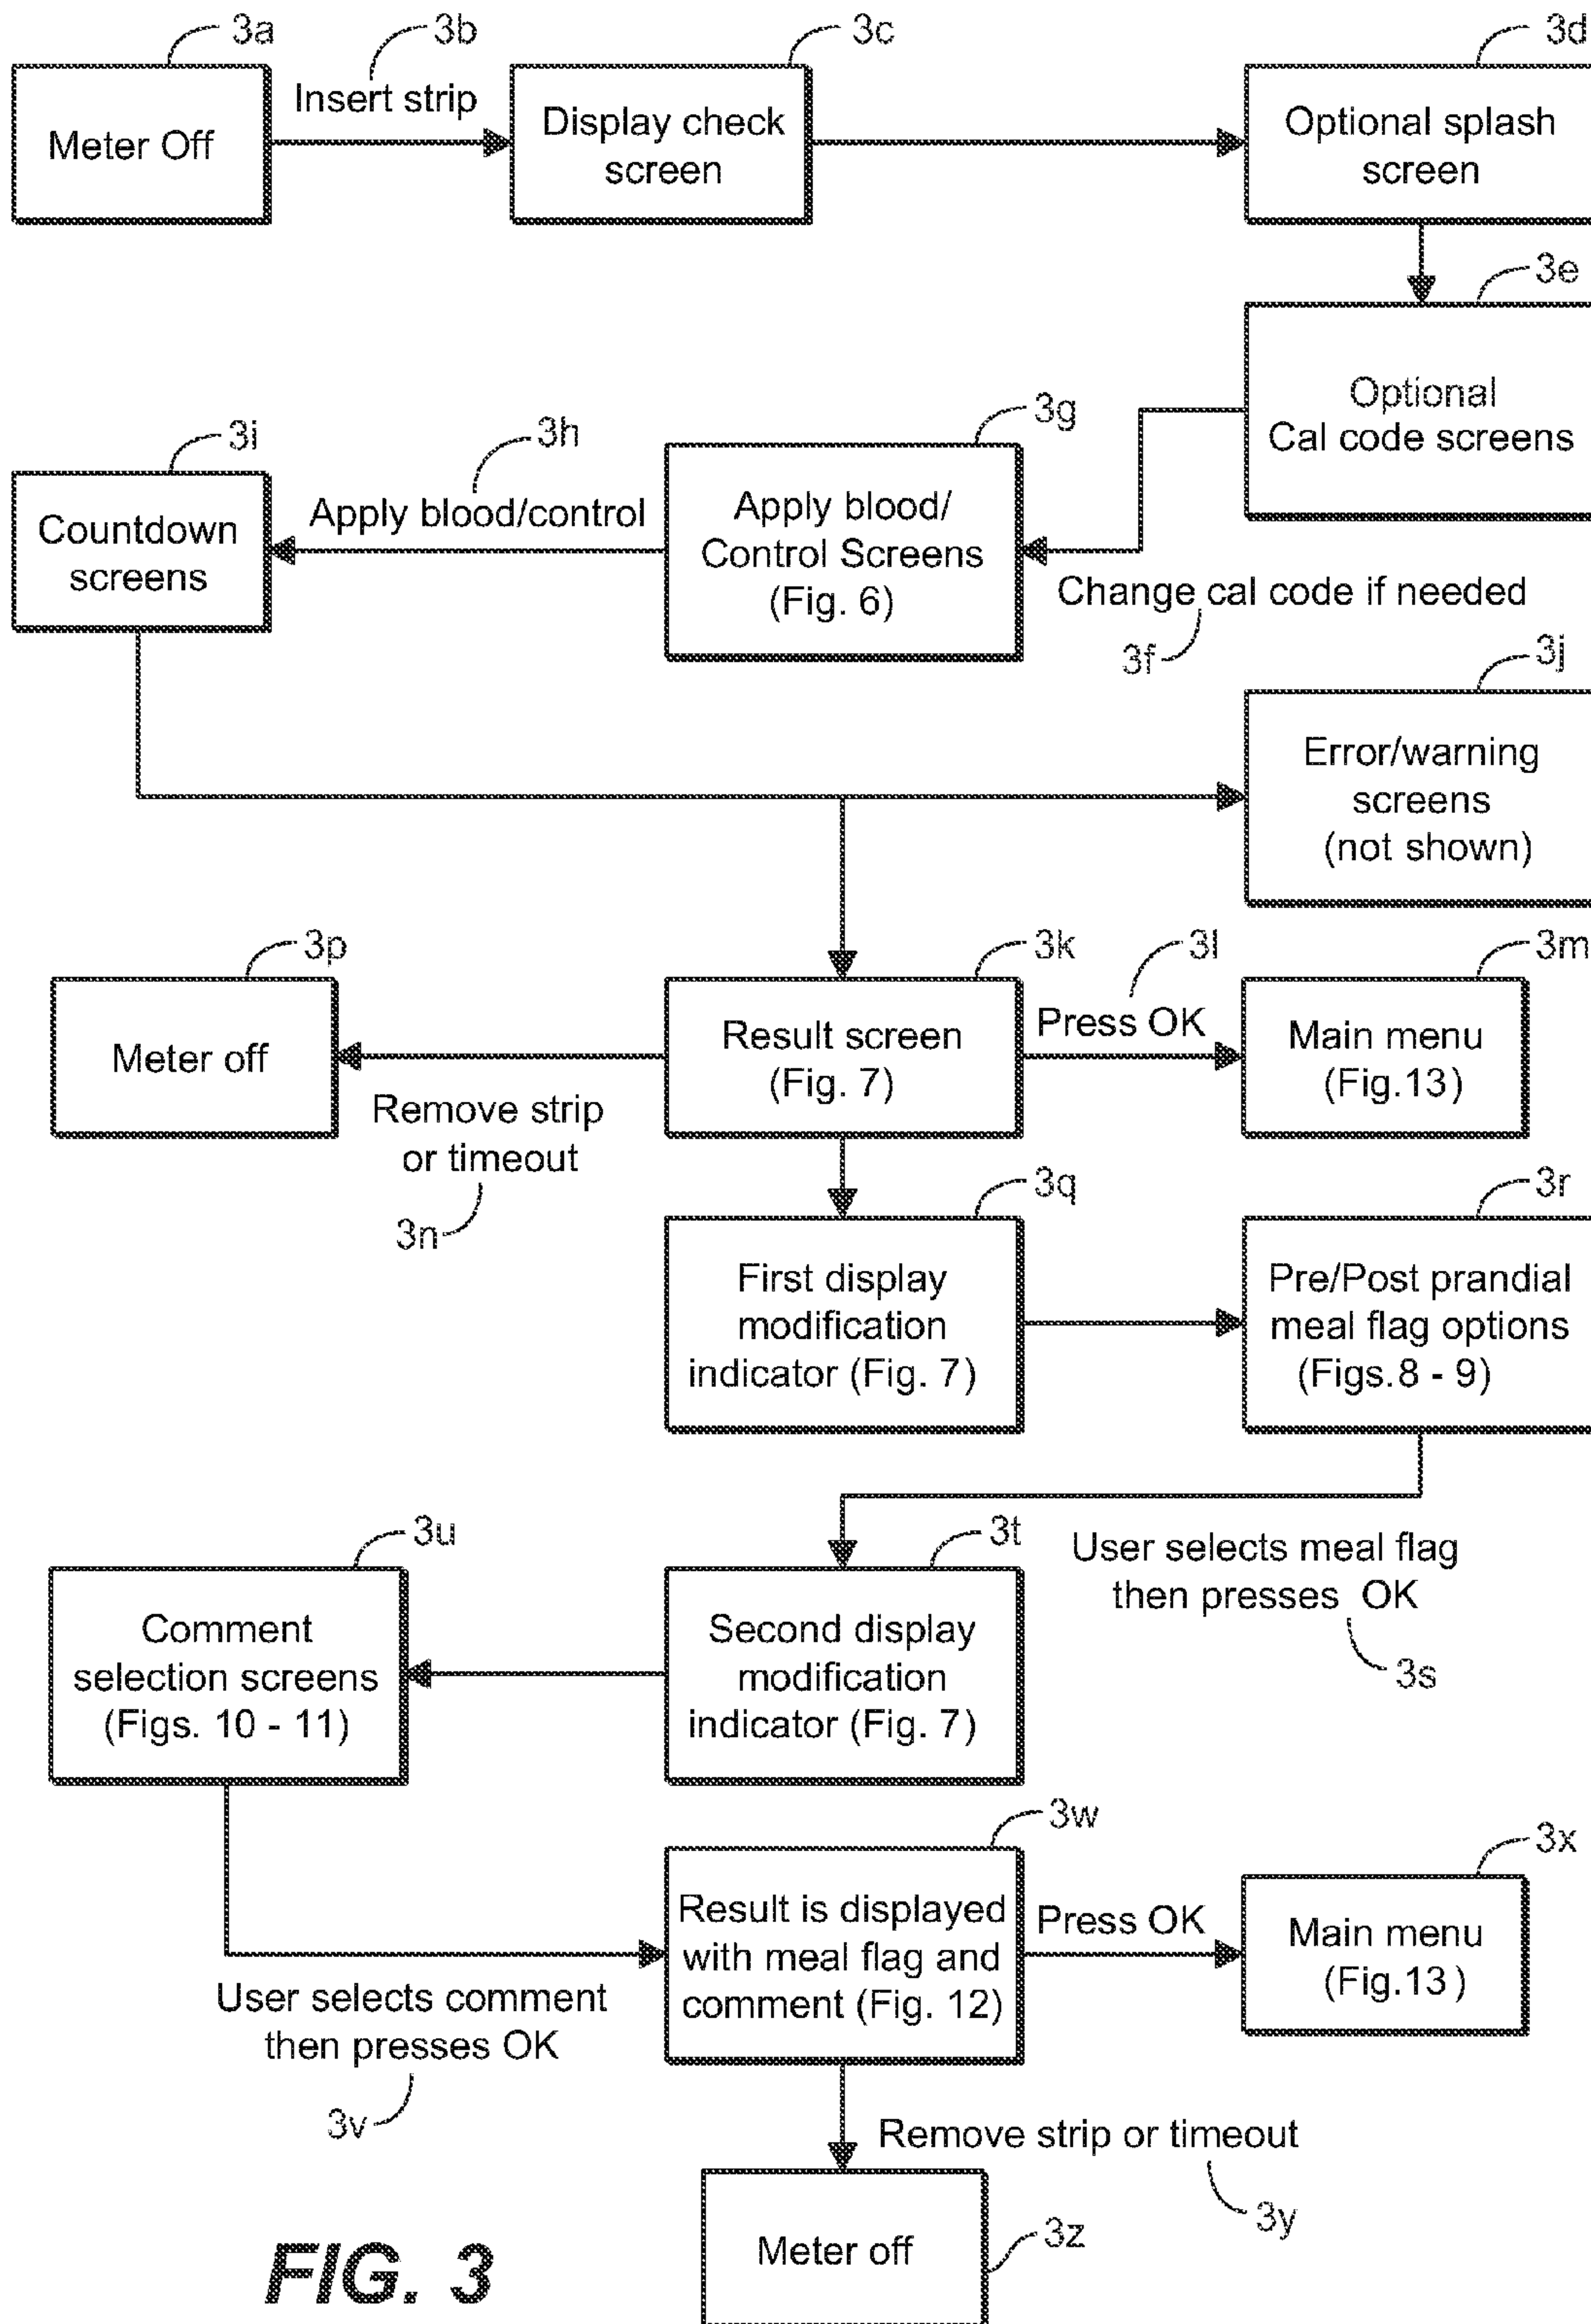 3a
3b
3c
3d
Meter Off
Insert strip
Display check
screen
Optional splash
screen
3e
Optional
Cal code screens
3i
3h
3g
Countdown
screens
Apply blood/control
Apply blood/
Control Screens
(Fig. 6)
Change cal code if needed
3f
3j
Error/warning
screens
(not shown)
3p
3k
3l
3m
Meter off
Result screen
(Fig. 7)
Press OK
Main menu
(Fig.13)
Remove strip
or timeout
3n
3q
3r
First display
modification
indicator (Fig. 7)
Pre/Post prandial
meal flag options
(Figs.8 - 9)
3u
3t
User selects meal flag
then presses OK
3s
Comment
selection screens
(Figs. 10 - 11)
Second display
modification
indicator (Fig. 7)
3w
3x
Result is displayed
with meal flag and
comment (Fig. 12)
Press OK
Main menu
(Fig.13)
User selects comment
then presses OK
3v
Remove strip or timeout
3y
Meter off
3z
FIG. 3